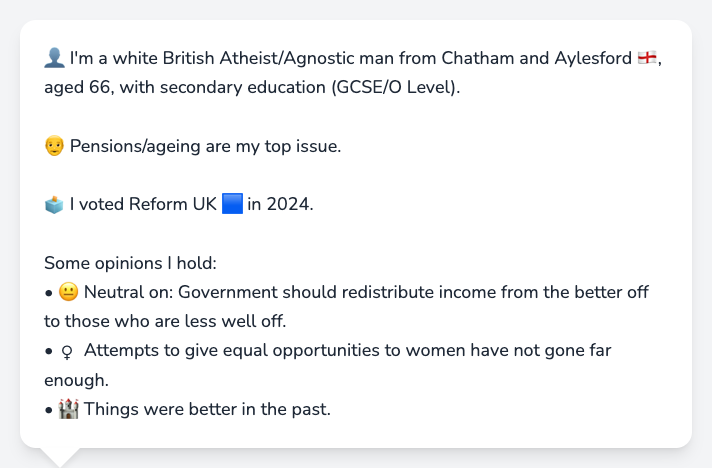 👤 I'm a white British Atheist/Agnostic man from Chatham and Aylesford 🏴󠁧󠁢󠁥󠁮󠁧󠁿,
aged 66, with secondary education (GCSE/O Level).
👴 Pensions/ageing are my top issue.
🗳️ I voted Reform UK 🟦 in 2024.
Some opinions I hold:
• 😐 Neutral on: Government should redistribute income from the better off
to those who are less well off.
• ♀ Attempts to give equal opportunities to women have not gone far
enough.
• 🏰 Things were better in the past.